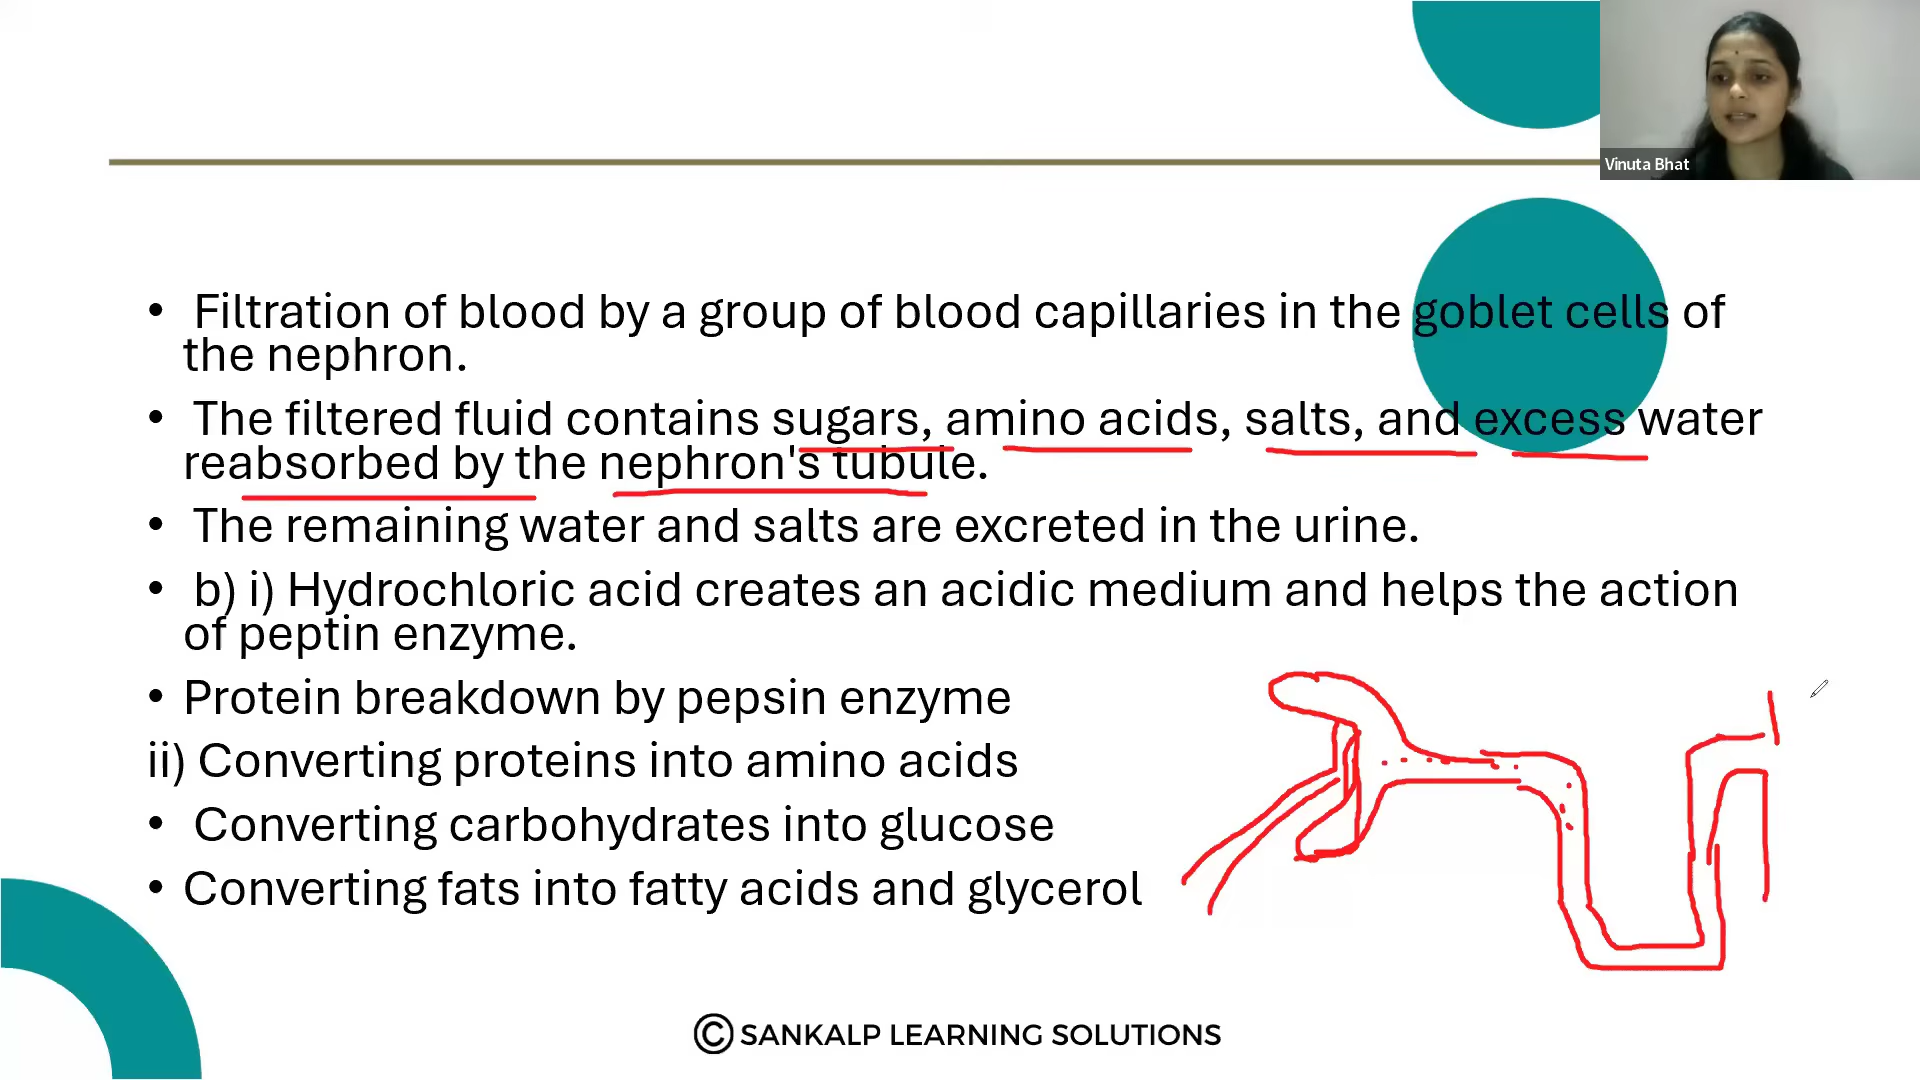 Vinuta Bhat
• Filtration of blood by a group of blood capillaries in the goblet cells of
the nephron.
• The filtered fluid contains sugars, amino acids, salts, and excess water
reabsorbed by the nephron's tubule.
• The remaining water and salts are excreted in the urine.
• b) i) Hydrochloric acid creates an acidic medium and helps the action
of peptin enzyme.
• Protein breakdown by pepsin enzyme
ii) Converting proteins into amino acids
• Converting carbohydrates into glucose
• Converting fats into fatty acids and glycerol
© SANKALP LEARNING SOLUTIONS